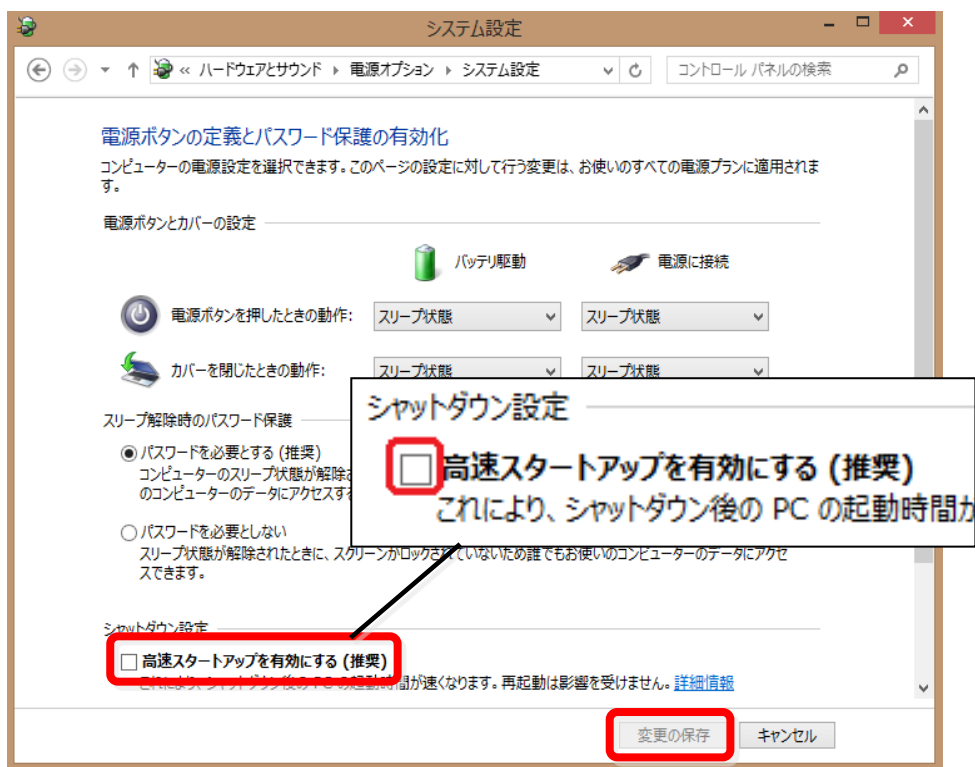 システム設定
« ハードウェアとサウンド ▸ 電源オプション ▸ システム設定
コントロール パネルの検索
電源ボタンの定義とパスワード保護の有効化
コンピューターの電源設定を選択できます。このページの設定に対して行う変更は、お使いのすべての電源プランに適用されま
す。
電源ボタンとカバーの設定
バッテリ駆動
電源に接続
電源ボタンを押したときの動作:
スリープ状態
スリープ状態
カバーを閉じたときの動作:
スリープ状態
スリープ状態
スリープ解除時のパスワード保護
パスワードを必要とする (推奨)
コンピューターのスリープ状態が解除
のコンピューターのデータにアクセスす
パスワードを必要としない
スリープ状態が解除されたときに、スクリーンがロックされていないため誰でもお使いのコンピューターのデータにアクセ
スできます。
シャットダウン設定
高速スタートアップを有効にする (推奨)
これにより、シャットダウン後の PC の起動時間が
シャットダウン設定
高速スタートアップを有効にする (推奨)
これにより、シャットダウン後の PC の起動時間が速くなります。再起動は影響を受けません。詳細情報
変更の保存
キャンセル